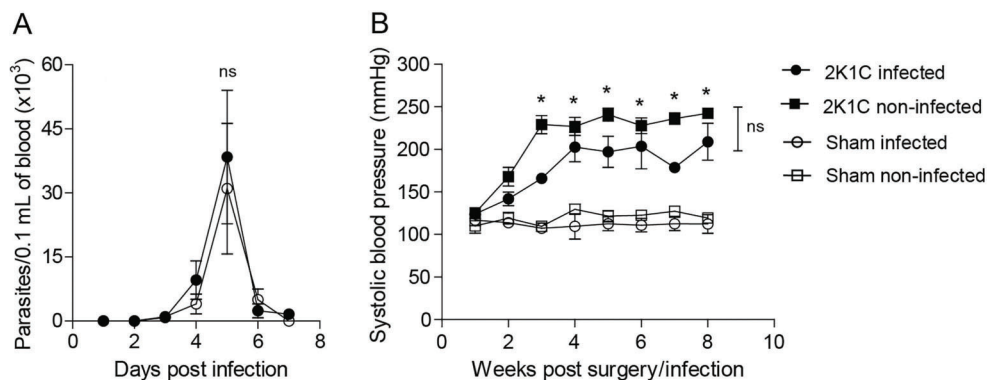 A
B
Parasites/0.1 mL of blood (x10³)
60
45
30
15
0
ns
0 2 4 6 8
Days post infection
Systolic blood pressure (mmHg)
300
250
200
150
100
50
0
* * * * * *
ns
0 2 4 6 8 10
Weeks post surgery/infection
2K1C infected
2K1C non-infected
Sham infected
Sham non-infected